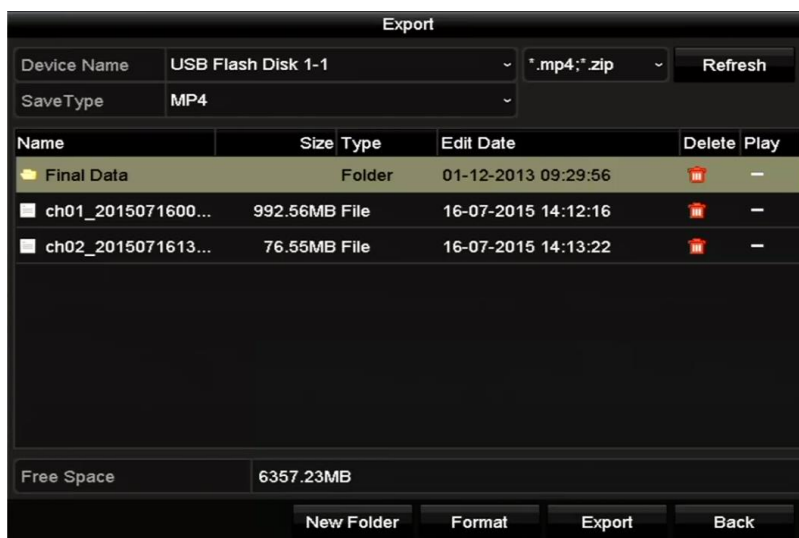 Export
Device Name USB Flash Disk 1-1 *.mp4;*.zip Refresh
SaveType MP4
Name Size Type Edit Date Delete Play
Final Data Folder 01-12-2013 09:29:56
ch01_2015071600... 992.56MB File 16-07-2015 14:12:16
ch02_2015071613... 76.55MB File 16-07-2015 14:13:22
Free Space 6357.23MB
New Folder Format Export Back